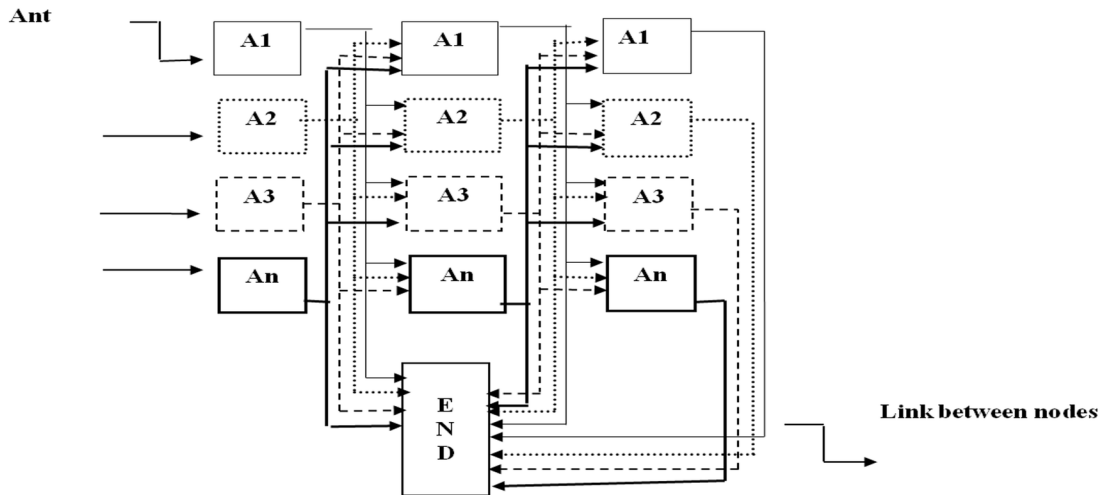 Ant
A1 A1 A1
A2 A2 A2
A3 A3 A3
An An An
E
N
D
Link between nodes